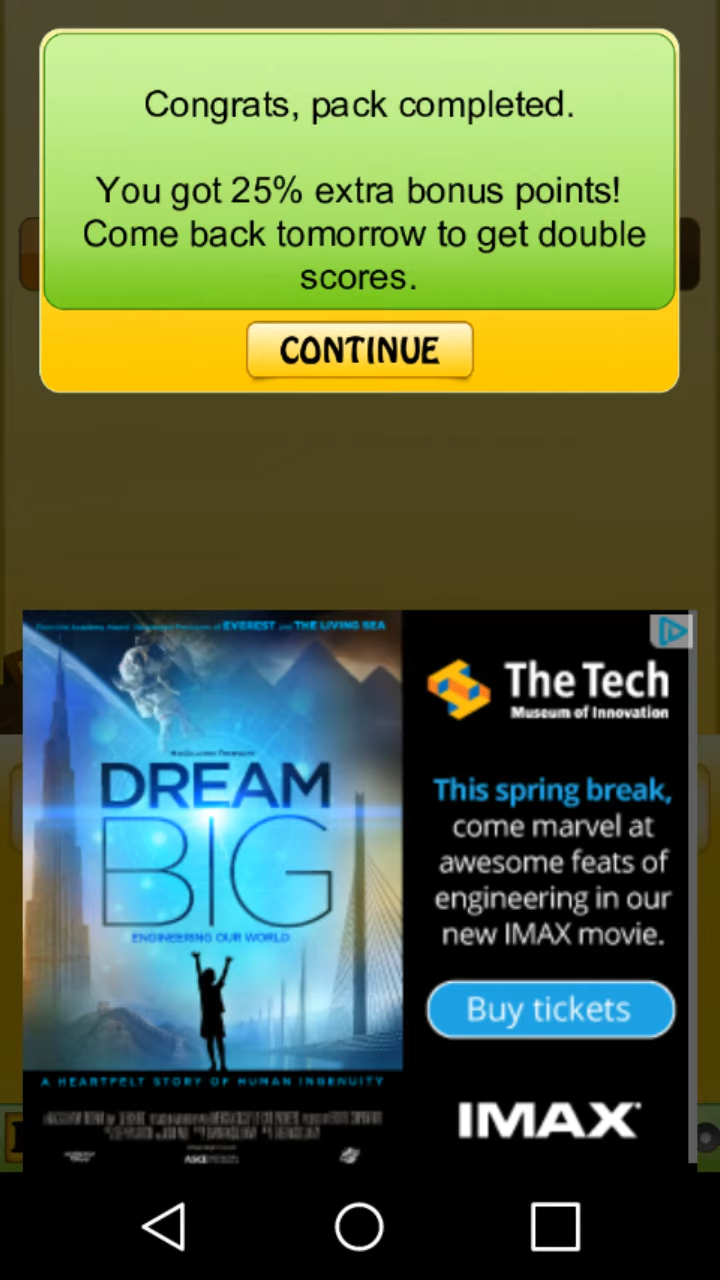 Congrats, pack completed.
You got 25% extra bonus points!
Come back tomorrow to get double
scores.
CONTINUE
EVEREST and THE LIVING SEA
DREAM
BIG
ENGINEERING OUR WORLD
A HEARTFELT STORY OF HUMAN INGENUITY
The Tech
Museum of Innovation
This spring break,
come marvel at
awesome feats of
engineering in our
new IMAX movie.
Buy tickets
IMAX